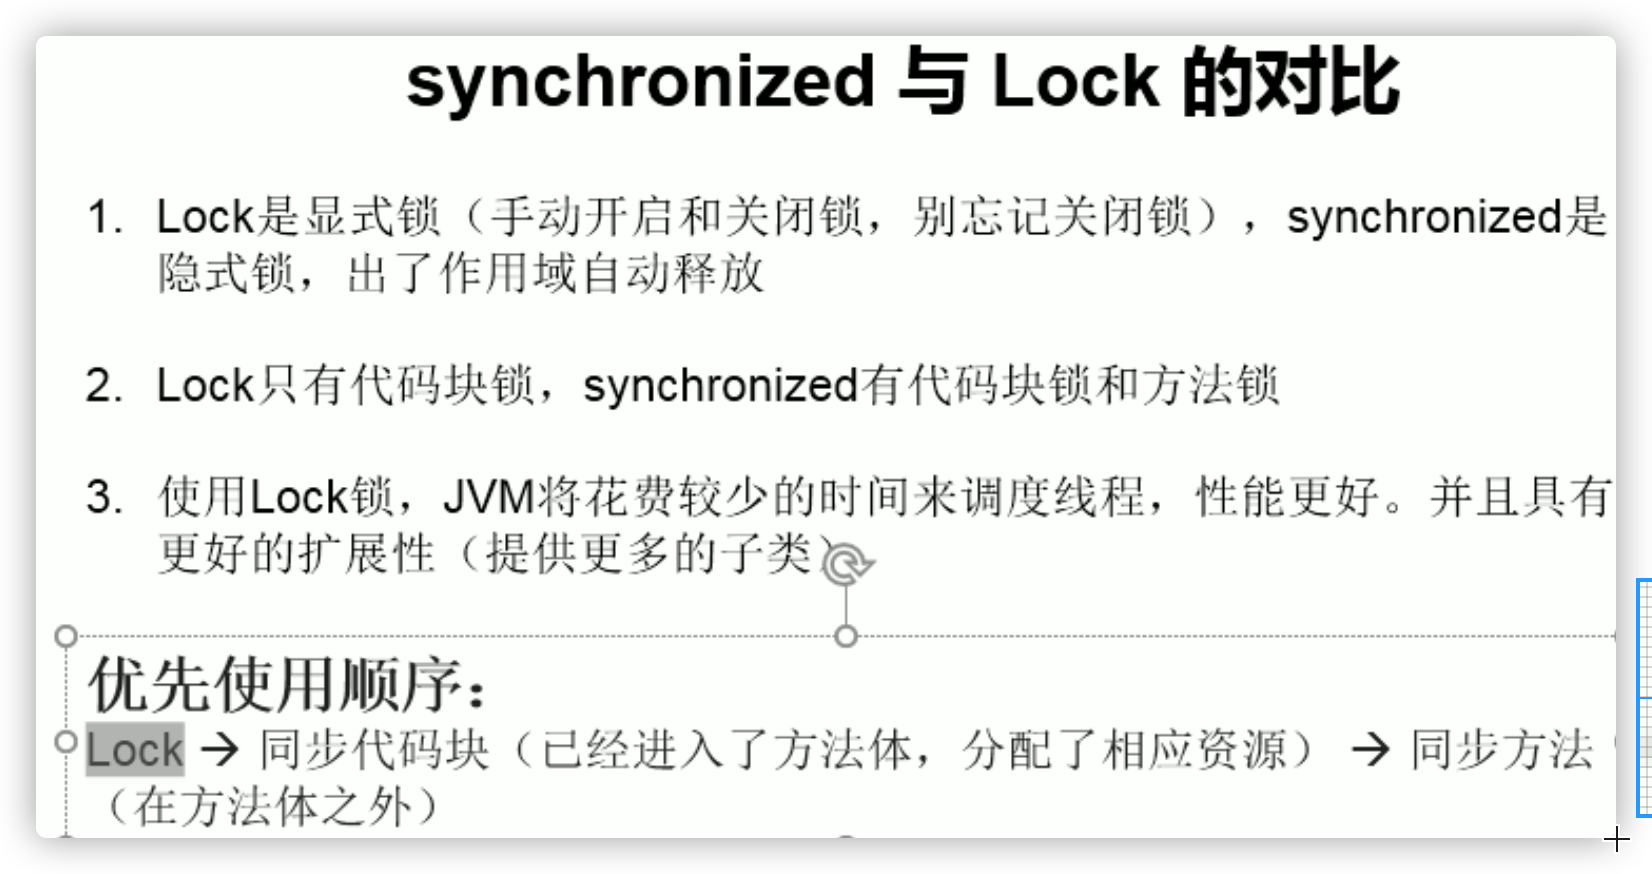 synchronized 与 Lock 的对比
1. Lock是显式锁（手动开启和关闭锁，别忘记关闭锁），synchronized是
隐式锁，出了作用域自动释放
2. Lock只有代码块锁，synchronized有代码块锁和方法锁
3. 使用Lock锁，JVM将花费较少的时间来调度线程，性能更好。并且具有
更好的扩展性（提供更多的子类）
优先使用顺序：
Lock → 同步代码块（已经进入了方法体，分配了相应资源） → 同步方法
（在方法体之外）